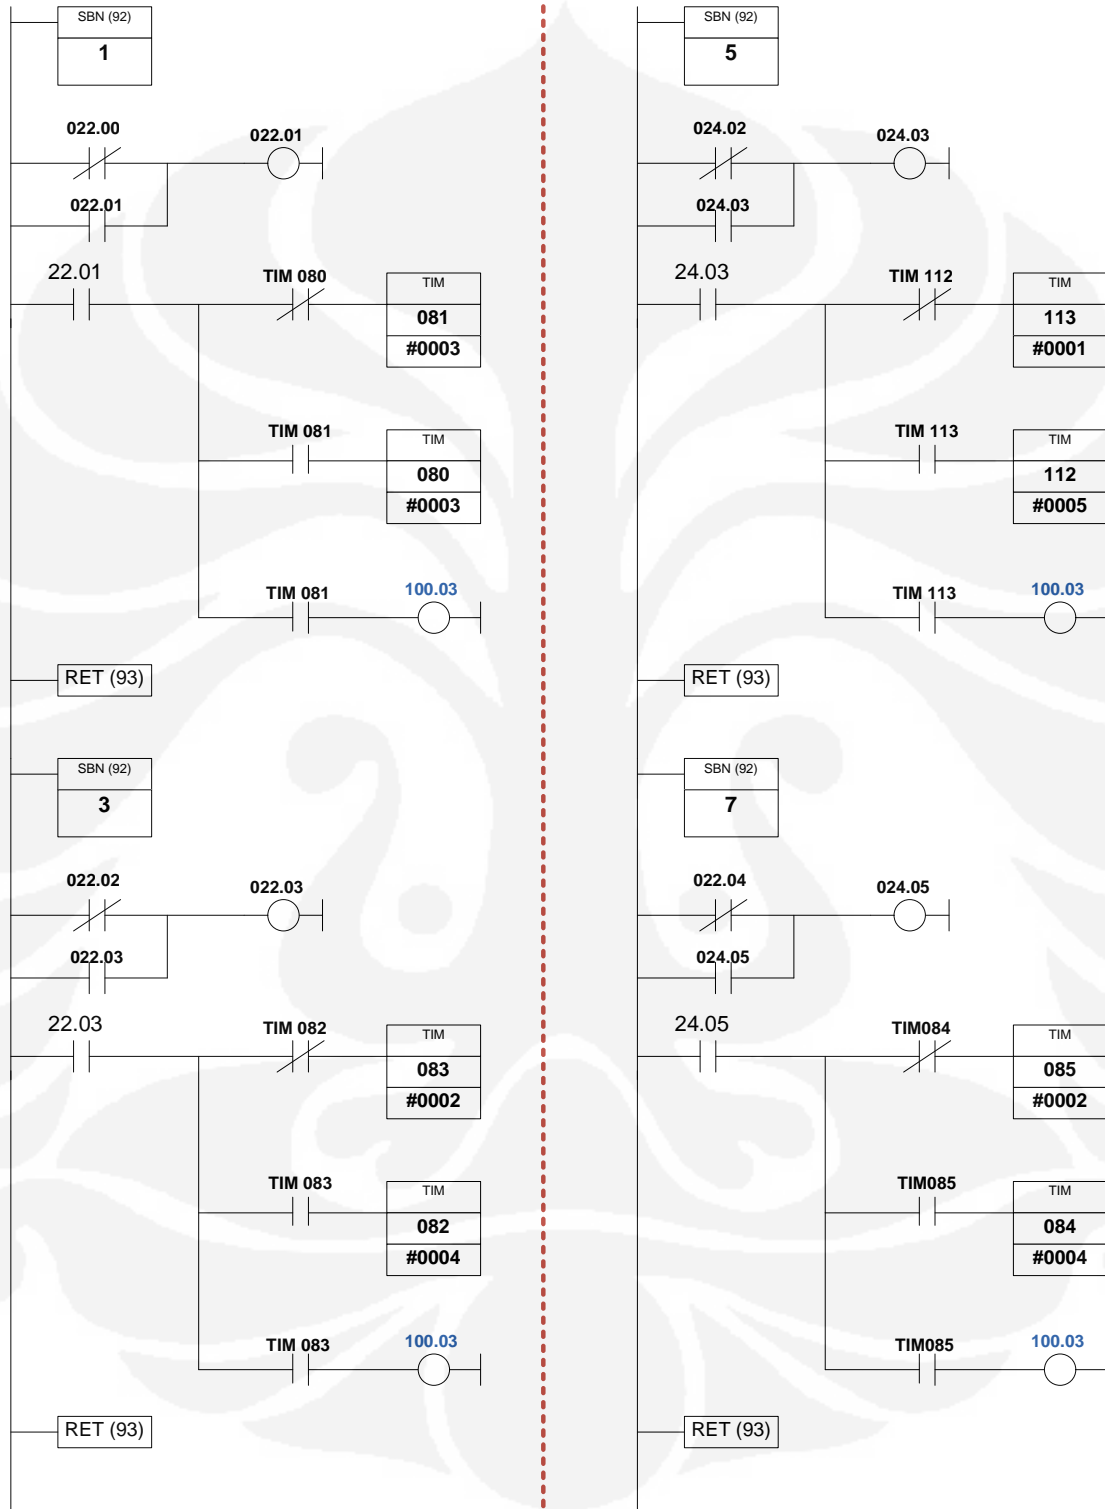 SBN (92)
1
022.00
022.01
022.01
22.01
TIM 080
TIM
081
#0003
TIM 081
TIM
080
#0003
TIM 081
100.03
RET (93)
SBN (92)
3
022.02
022.03
022.03
22.03
TIM 082
TIM
083
#0002
TIM 083
TIM
082
#0004
TIM 083
100.03
RET (93)
SBN (92)
5
024.02
024.03
024.03
24.03
TIM 112
TIM
113
#0001
TIM 113
TIM
112
#0005
TIM 113
100.03
RET (93)
SBN (92)
7
022.04
024.05
024.05
24.05
TIM084
TIM
085
#0002
TIM085
TIM
084
#0004
TIM085
100.03
RET (93)